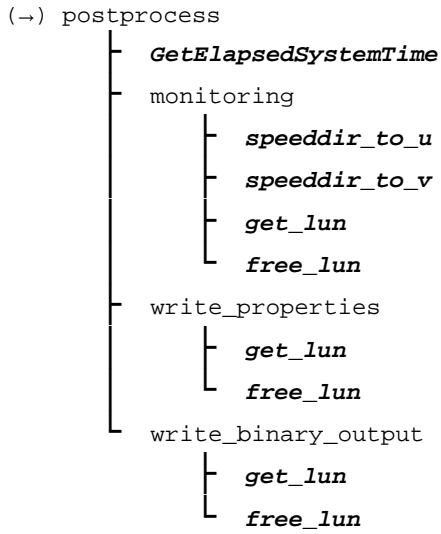 (→) postprocess
GetElapsedSystemTime
monitoring
speeddir_to_u
speeddir_to_v
get_lun
free_lun
write_properties
get_lun
free_lun
write_binary_output
get_lun
free_lun